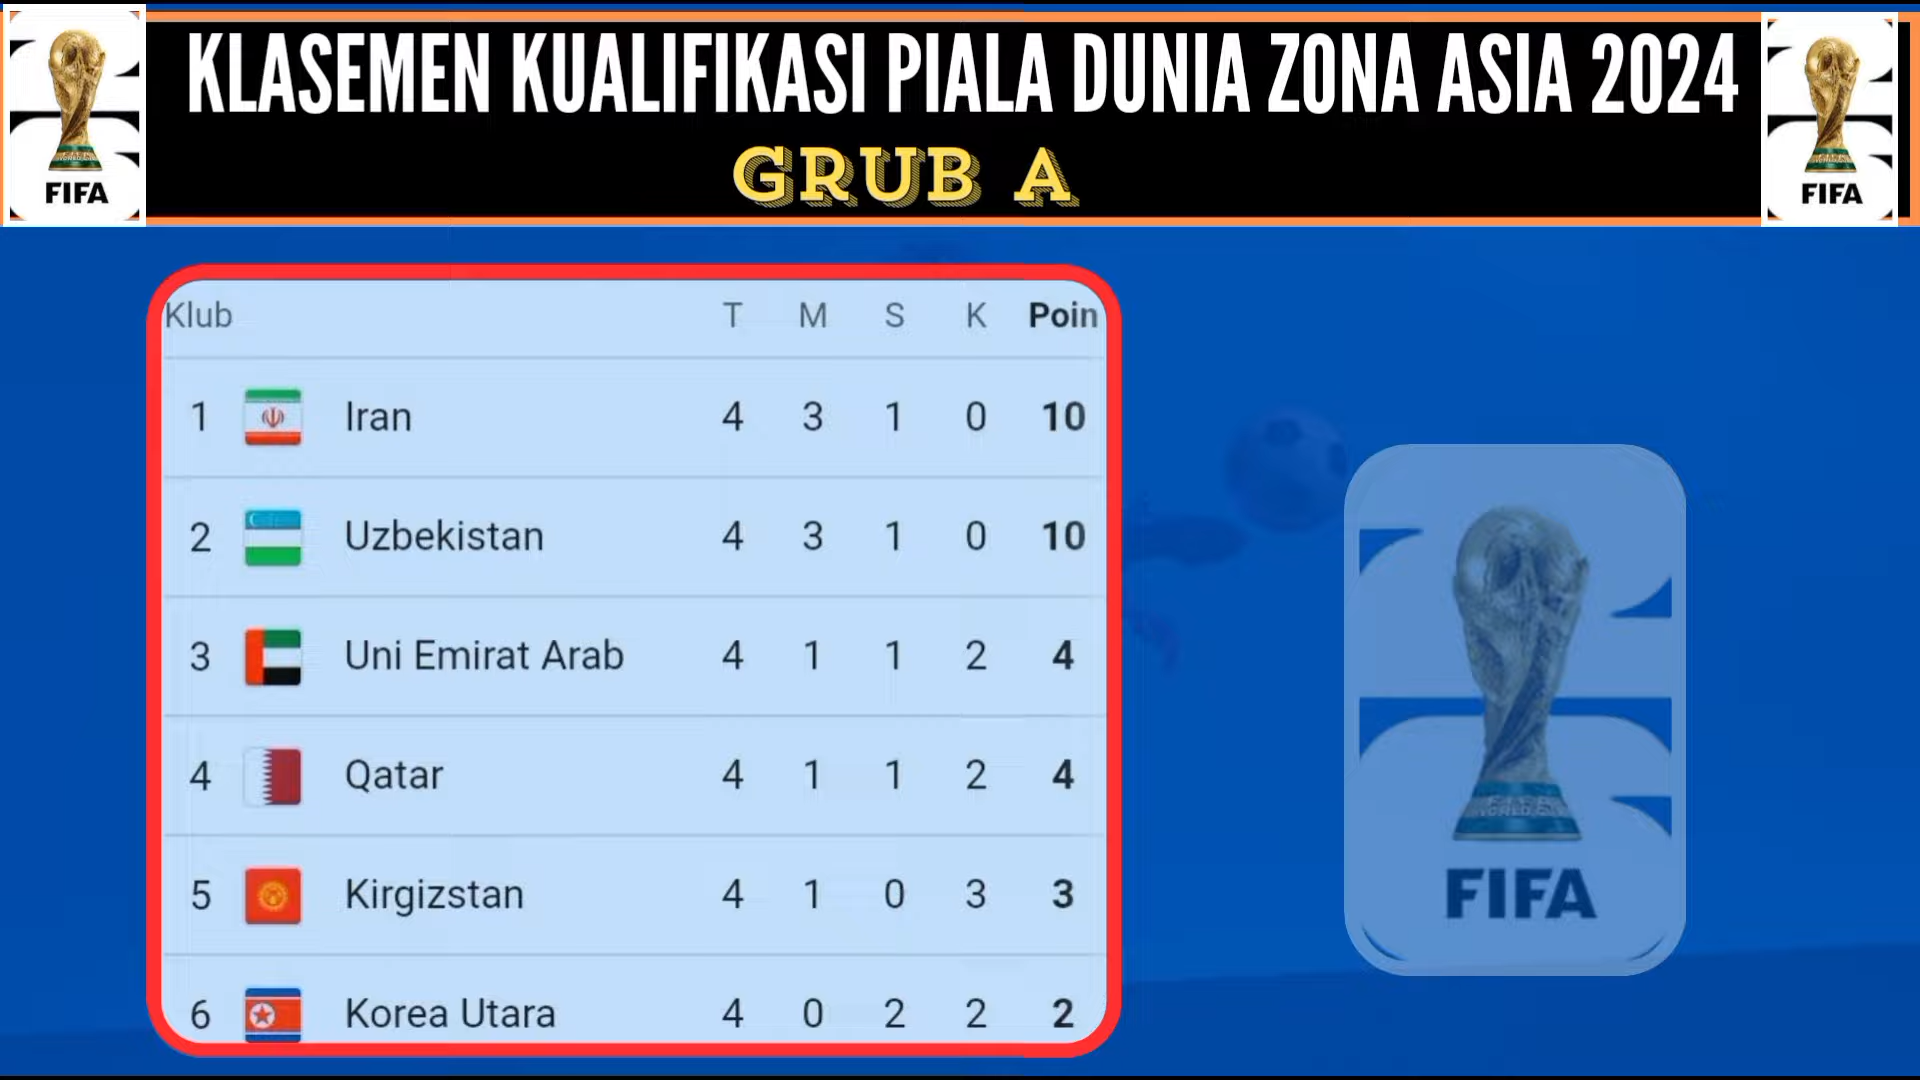 KLASEMEN KUALIFIKASI PIALA DUNIA ZONA ASIA 2024
GRUB A
FIFA
FIFA
Klub T M S K Poin
1 Iran 4 3 1 0 10
2 Uzbekistan 4 3 1 0 10
3 Uni Emirat Arab 4 1 1 2 4
4 Qatar 4 1 1 2 4
5 Kirgizstan 4 1 0 3 3
6 Korea Utara 4 0 2 2 2
FIFA